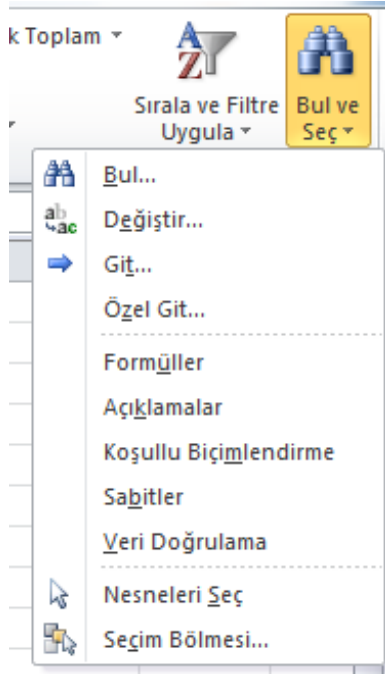 k Toplam
Sırala ve Filtre
Uygula
Bul ve
Seç
Bul...
Değiştir...
Git...
Özel Git...
Formüller
Açıklamalar
Koşullu Biçimlendirme
Sabitler
Veri Doğrulama
Nesneleri Seç
Seçim Bölmesi...